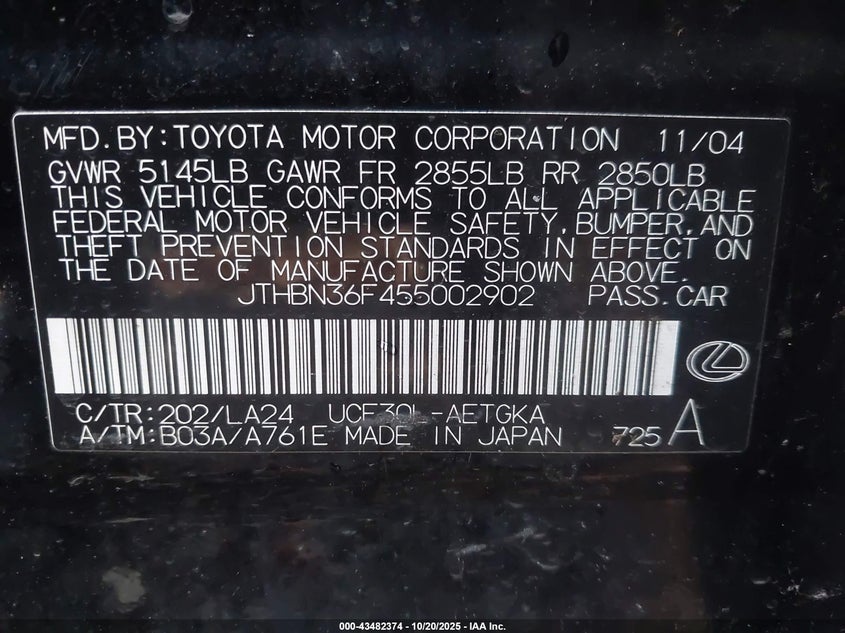 MFD.BY:TOYOTA MOTOR CORPORATION 11/04
GVWR 5145LB GAWR FR 2855LB RR 2850LB
THIS VEHICLE CONFORMS TO ALL APPLICABLE
FEDERAL MOTOR VEHICLE SAFETY,BUMPER,AND
THEFT PREVENTION STANDARDS IN EFFECT ON
THE DATE OF MANUFACTURE SHOWN ABOVE.
JTHBN36F455002902 PASS.CAR
C/TR:202/LA24 UCF30L-AETGKA
A/TM:B03A/A761E MADE IN JAPAN 725 A
000-43482374 | 10/20/2025 - IAA Inc.